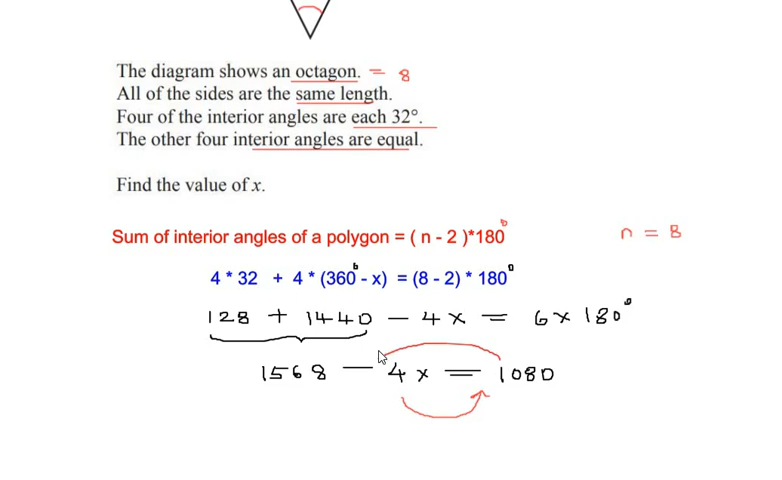 The diagram shows an octagon. = 8
All of the sides are the same length.
Four of the interior angles are each 32°.
The other four interior angles are equal.
Find the value of x.
Sum of interior angles of a polygon = ( n - 2 )*180° n = 8
4 * 32 + 4 * (360° - x) = (8 - 2) * 180°
128 + 1440 - 4x = 6 x 180°
1568 - 4x = 1080